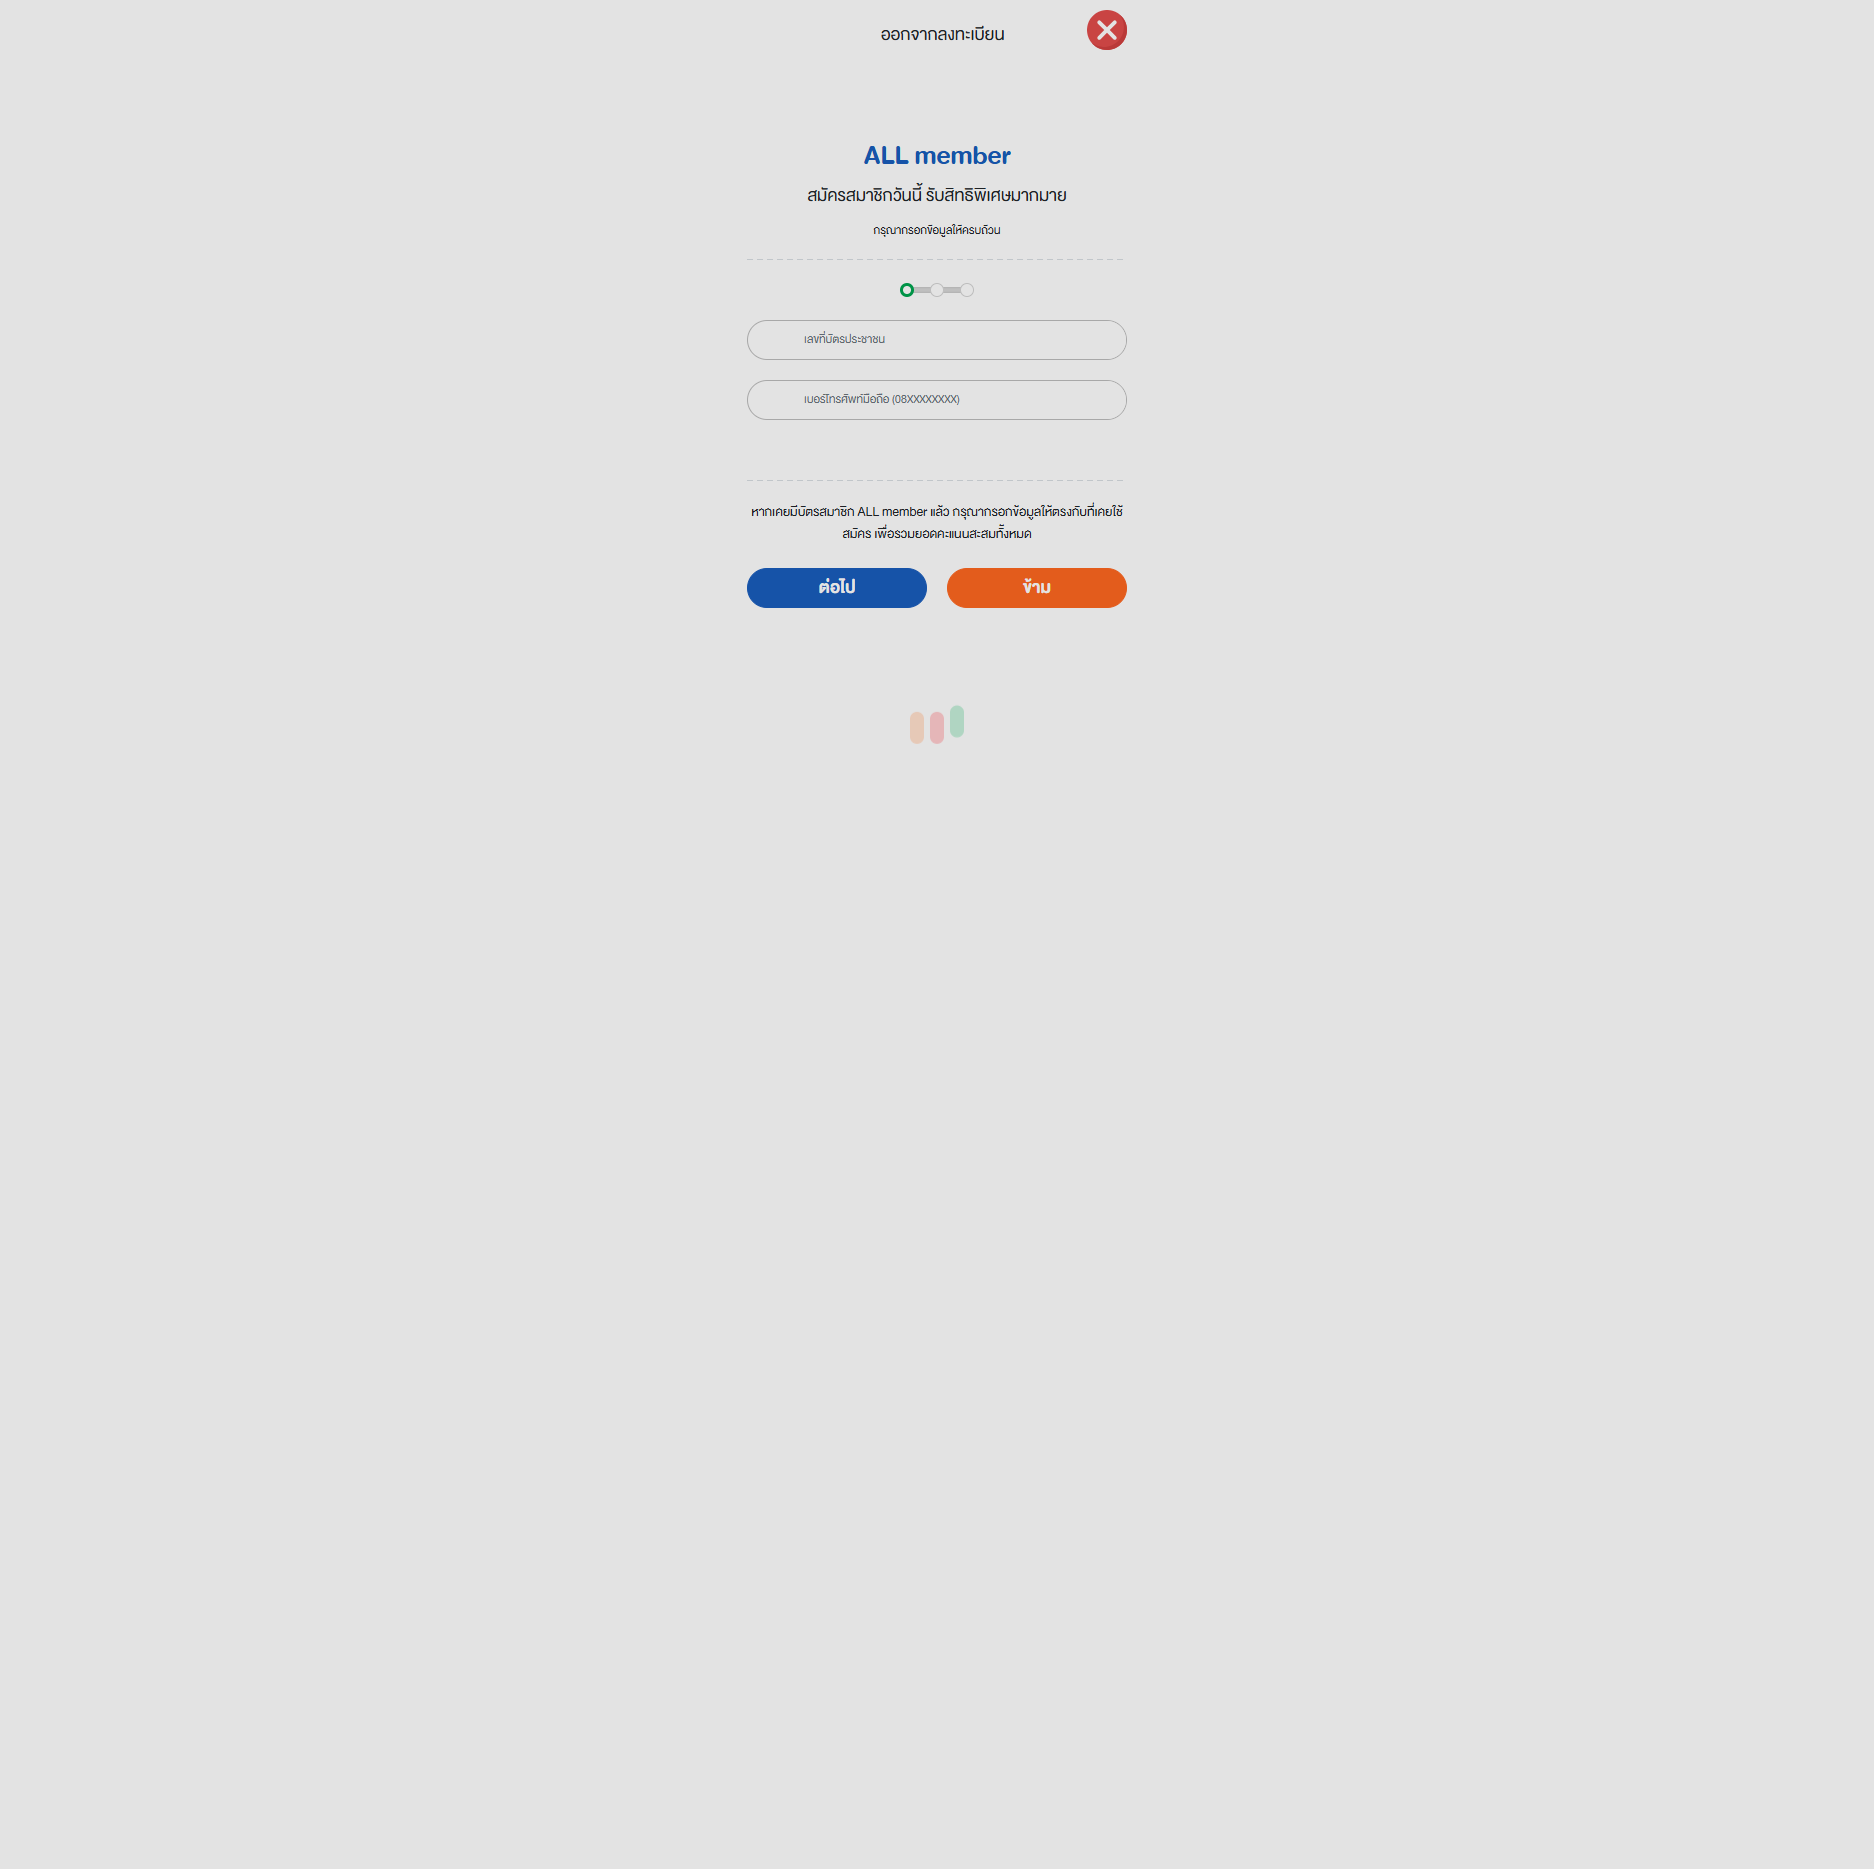 ออกจากลงทะเบียน
ALL member
สมัครสมาชิกวันนี้ รับสิทธิพิเศษมากมาย
กรุณากรอกข้อมูลให้ครบถ้วน
เลขที่บัตรประชาชน
เบอร์โทรศัพท์มือถือ (08XXXXXXXX)
หากเคยมีบัตรสมาชิก ALL member แล้ว กรุณากรอกข้อมูลให้ตรงกับที่เคยใช้
สมัคร เพื่อรวมยอดคะแนนสะสมทั้งหมด
ต่อไป
ข้าม